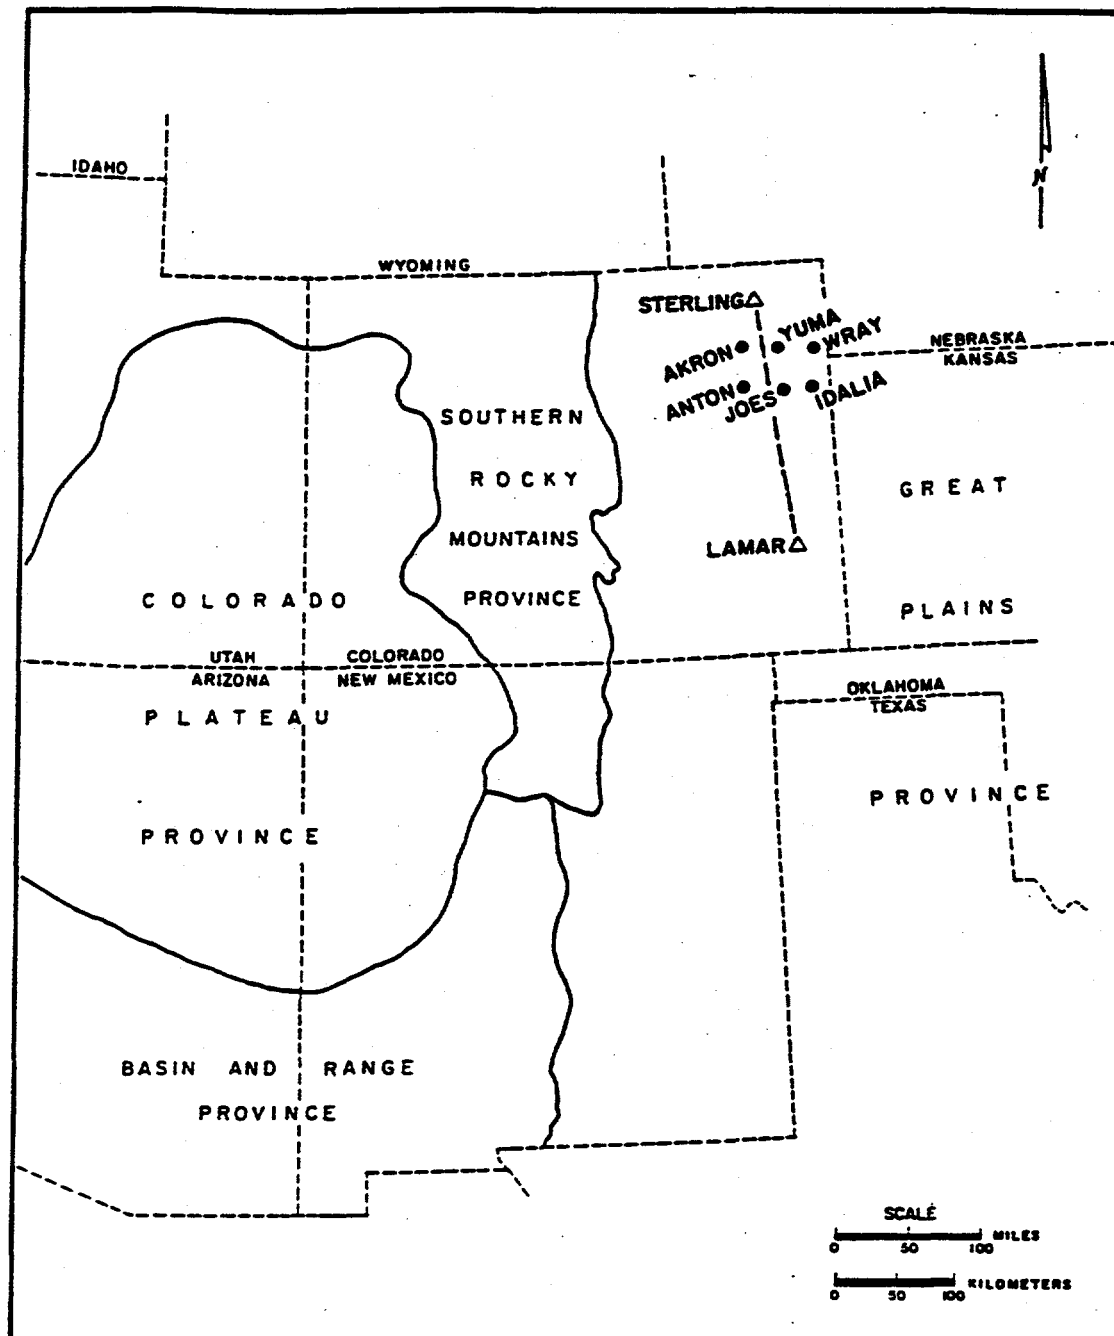 N
IDAHO
WYOMING
STERLING
YUMA
WRAY
AKRON
NEBRASKA
KANSAS
ANTON
JOES
IDALIA
SOUTHERN
ROCKY
MOUNTAINS
PROVINCE
GREAT
PLAINS
PROVINCE
LAMAR
COLORADO
PLATEAU
PROVINCE
UTAH
ARIZONA
COLORADO
NEW MEXICO
OKLAHOMA
TEXAS
BASIN AND RANGE
PROVINCE
SCALE
MILES
0 50 100
KILOMETERS
0 50 100